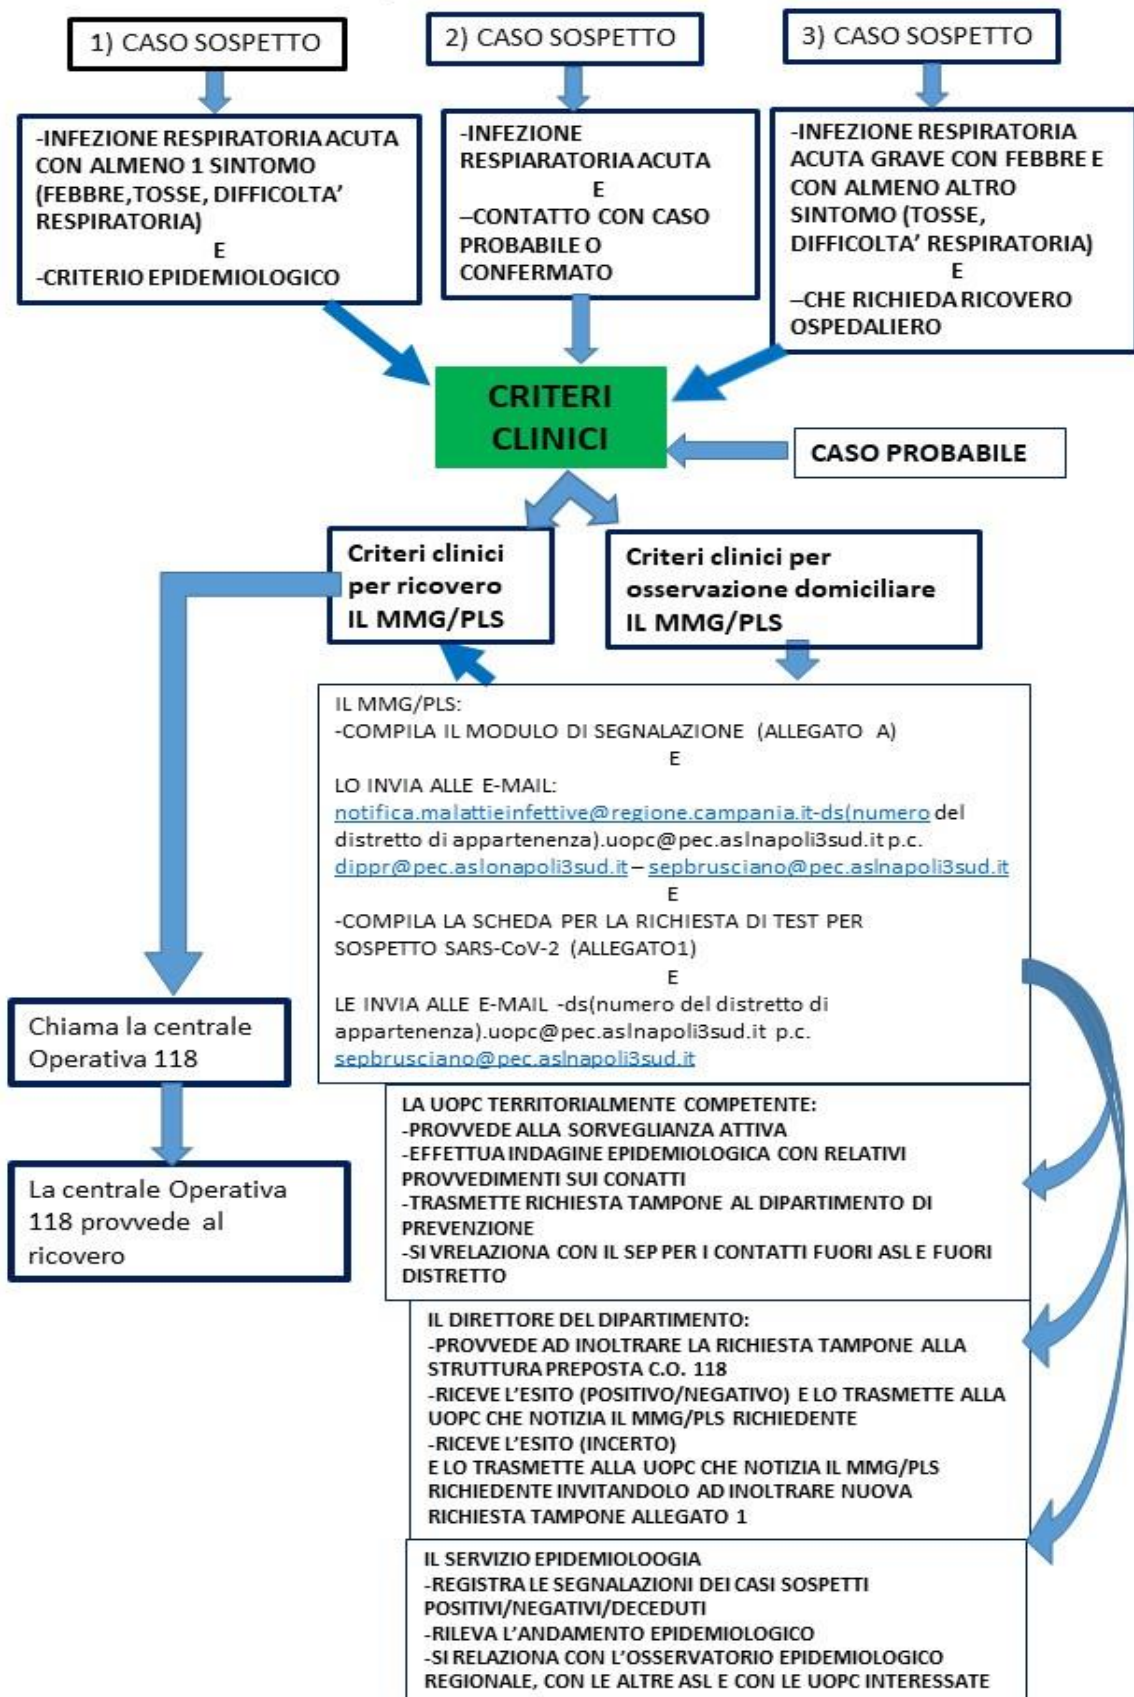 1) CASO SOSPETTO
2) CASO SOSPETTO
3) CASO SOSPETTO
-INFEZIONE RESPIRATORIA ACUTA
CON ALMENO 1 SINTOMO
(FEBBRE,TOSSE, DIFFICOLTA'
RESPIRATORIA)
E
-CRITERIO EPIDEMIOLOGICO
-INFEZIONE
RESPIARATORIA ACUTA
E
–CONTATTO CON CASO
PROBABILE O
CONFERMATO
-INFEZIONE RESPIRATORIA
ACUTA GRAVE CON FEBBRE E
CON ALMENO ALTRO
SINTOMO (TOSSE,
DIFFICOLTA' RESPIRATORIA)
E
–CHE RICHIEDA RICOVERO
OSPEDALIERO
CRITERI
CLINICI
CASO PROBABILE
Criteri clinici
per ricovero
IL MMG/PLS
Criteri clinici per
osservazione domiciliare
IL MMG/PLS
IL MMG/PLS:
-COMPILA IL MODULO DI SEGNALAZIONE (ALLEGATO A)
E
LO INVIA ALLE E-MAIL:
notifica.malattieinfettive@regione.campania.it-ds(numero del
distretto di appartenenza).uopc@pec.aslnapoli3sud.it p.c.
dippr@pec.aslonapoli3sud.it – sepbrusciano@pec.aslnapoli3sud.it
E
-COMPILA LA SCHEDA PER LA RICHIESTA DI TEST PER
SOSPETTO SARS-CoV-2 (ALLEGATO1)
E
LE INVIA ALLE E-MAIL -ds(numero del distretto di
appartenenza).uopc@pec.aslnapoli3sud.it p.c.
sepbrusciano@pec.aslnapoli3sud.it
Chiama la centrale
Operativa 118
La centrale Operativa
118 provvede al
ricovero
LA UOPC TERRITORIALMENTE COMPETENTE:
-PROVVEDE ALLA SORVEGLIANZA ATTIVA
-EFFETTUA INDAGINE EPIDEMIOLOGICA CON RELATIVI
PROVVEDIMENTI SUI CONATTI
-TRASMETTE RICHIESTA TAMPONE AL DIPARTIMENTO DI
PREVENZIONE
-SI VRELAZIONA CON IL SEP PER I CONTATTI FUORI ASL E FUORI
DISTRETTO
IL DIRETTORE DEL DIPARTIMENTO:
-PROVVEDE AD INOLTRARE LA RICHIESTA TAMPONE ALLA
STRUTTURA PREPOSTA C.O. 118
-RICEVE L'ESITO (POSITIVO/NEGATIVO) E LO TRASMETTE ALLA
UOPC CHE NOTIZIA IL MMG/PLS RICHIEDENTE
-RICEVE L'ESITO (INCERTO)
E LO TRASMETTE ALLA UOPC CHE NOTIZIA IL MMG/PLS
RICHIEDENTE INVITANDOLO AD INOLTRARE NUOVA
RICHIESTA TAMPONE ALLEGATO 1
IL SERVIZIO EPIDEMIOLOOGIA
-REGISTRA LE SEGNALAZIONI DEI CASI SOSPETTI
POSITIVI/NEGATIVI/DECEDUTI
-RILEVA L'ANDAMENTO EPIDEMIOLOGICO
-SI RELAZIONA CON L'OSSERVATORIO EPIDEMIOLOGICO
REGIONALE, CON LE ALTRE ASL E CON LE UOPC INTERESSATE